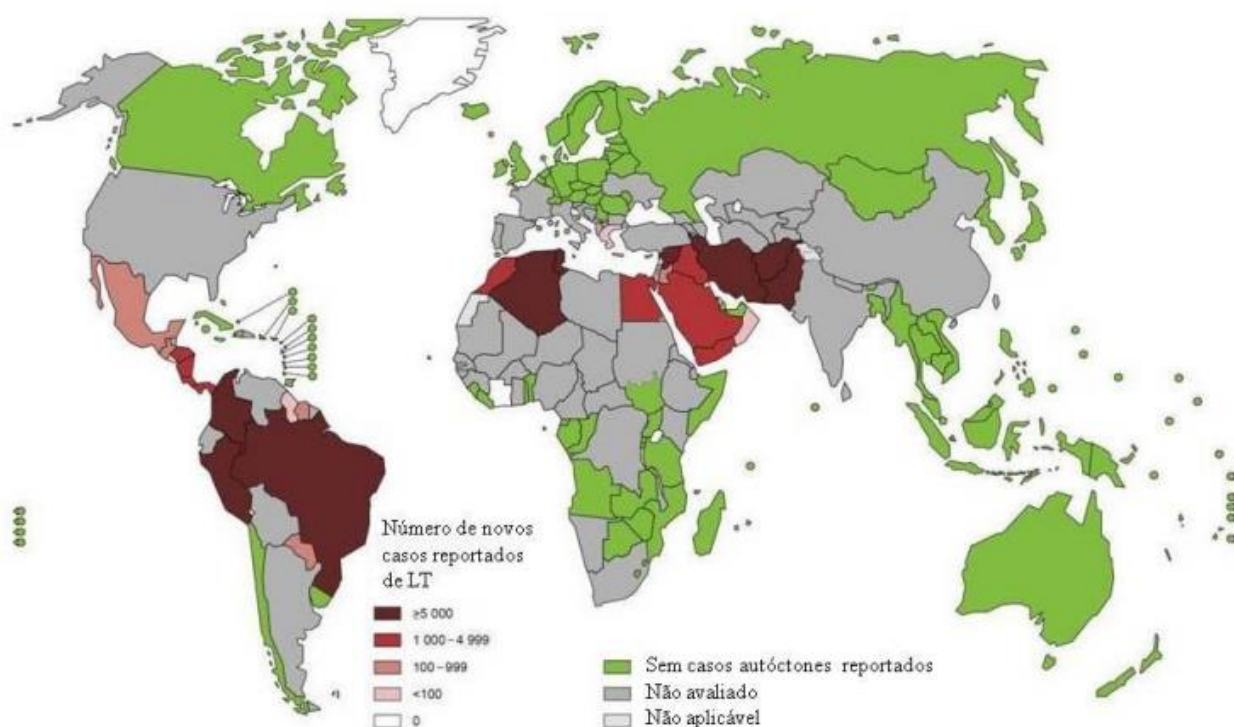 Número de novos
casos reportados
de LT
≥5 000
1 000–4 999
100–999
<100
0
Sem casos autóctones reportados
Não avaliado
Não aplicável